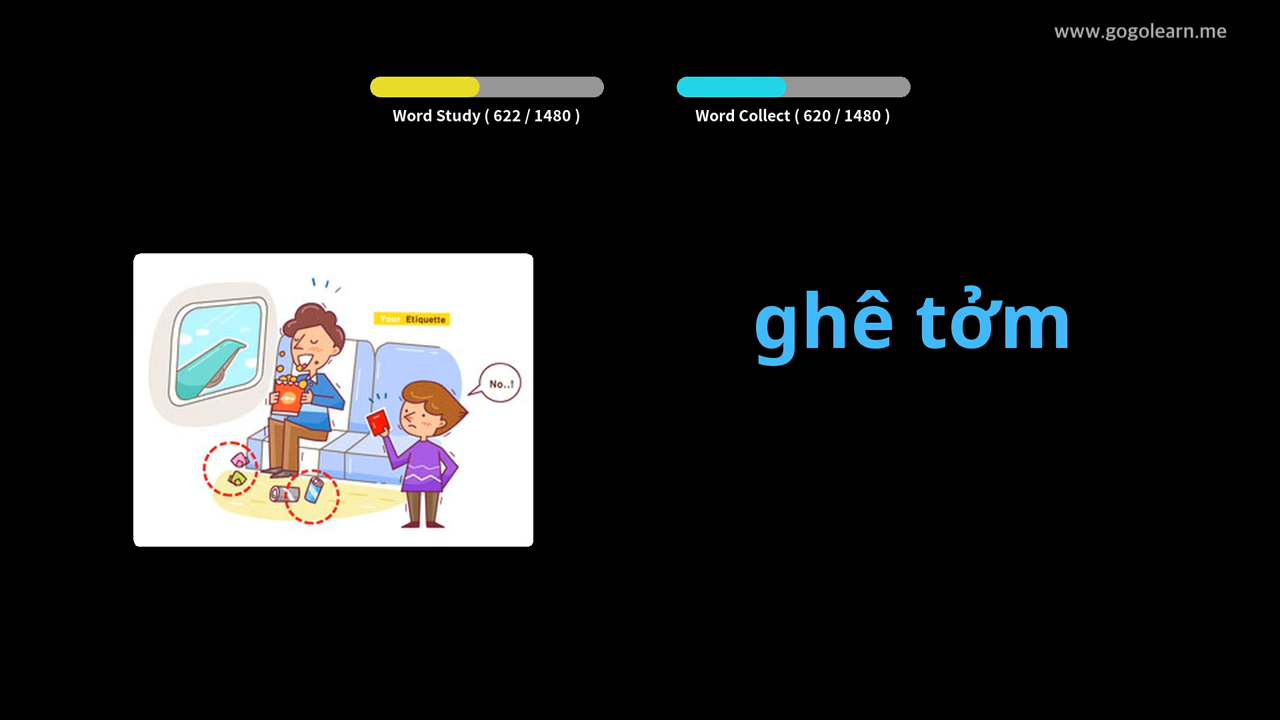 www.gogolearn.me
Word Study ( 622 / 1480 )
Word Collect ( 620 / 1480 )
Your Etiquette
No..!
ghê tởm